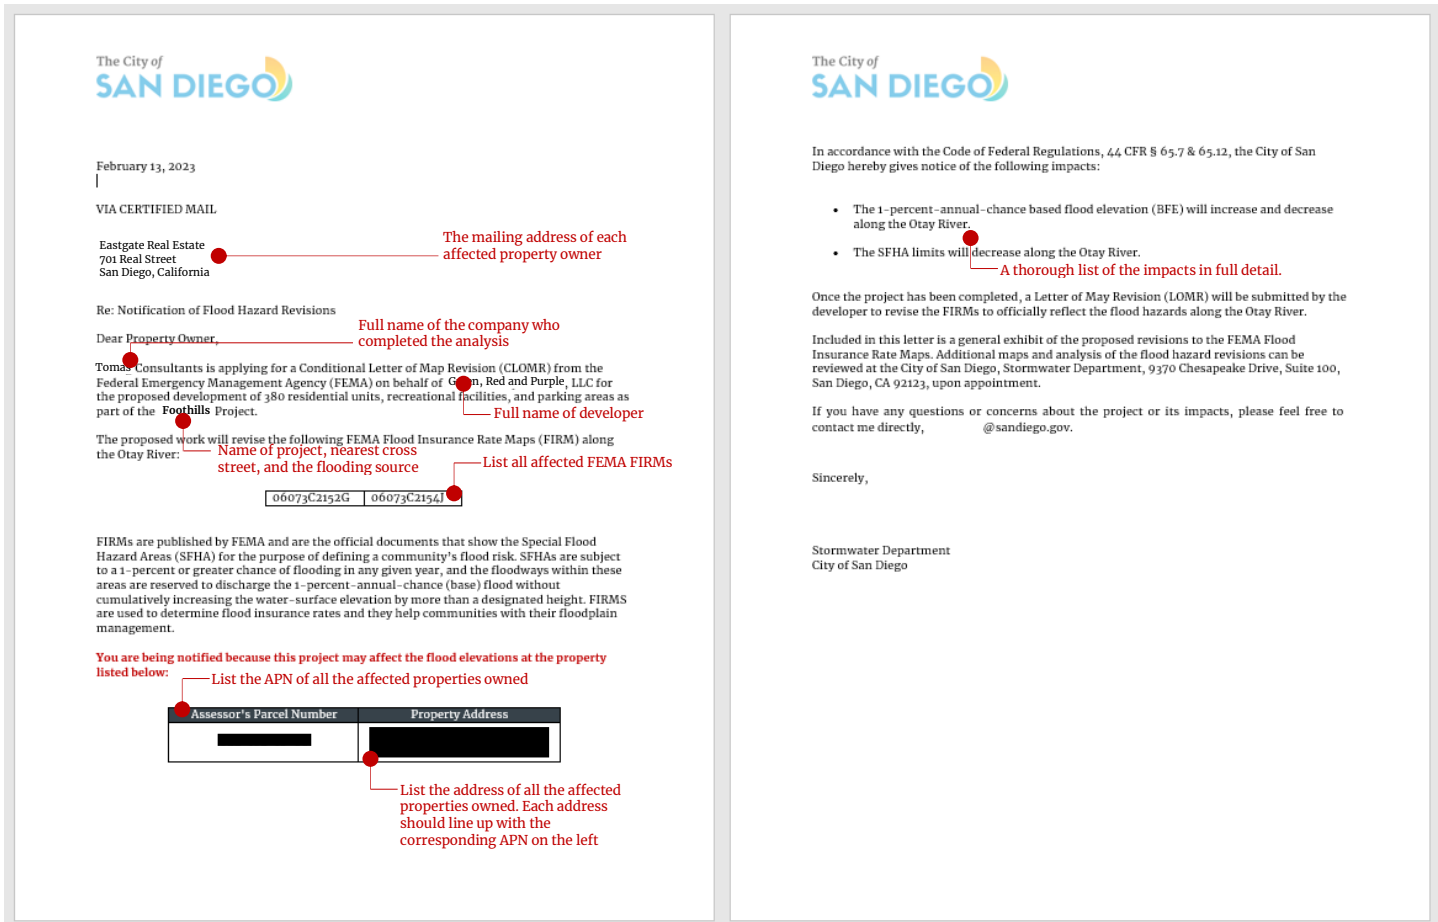 The City of
SAN DIEGO
February 13, 2023
VIA CERTIFIED MAIL
Eastgate Real Estate
701 Real Street
San Diego, California
The mailing address of each
affected property owner
Re: Notification of Flood Hazard Revisions
Full name of the company who
completed the analysis
Dear Property Owner,
Tomas Consultants is applying for a Conditional Letter of Map Revision (CLOMR) from the
Federal Emergency Management Agency (FEMA) on behalf of Red and Purple, LLC for
the proposed development of 380 residential units, recreational facilities, and parking areas as
part of the Foothills Project.
Full name of developer
The proposed work will revise the following FEMA Flood Insurance Rate Maps (FIRM) along
the Otay River:
Name of project, nearest cross
street, and the flooding source
List all affected FEMA FIRMs
06073C2152G 06073C2154J
FIRMs are published by FEMA and are the official documents that show the Special Flood
Hazard Areas (SFHA) for the purpose of defining a community's flood risk. SFHAs are subject
to a 1-percent or greater chance of flooding in any given year, and the floodways within these
areas are reserved to discharge the 1-percent-annual-chance (base) flood without
cumulatively increasing the water-surface elevation by more than a designated height. FIRMS
are used to determine flood insurance rates and they help communities with their floodplain
management.
You are being notified because this project may affect the flood elevations at the property
listed below:
List the APN of all the affected properties owned
Assessor's Parcel Number Property Address
List the address of all the affected
properties owned. Each address
should line up with the
corresponding APN on the left
The City of
SAN DIEGO
In accordance with the Code of Federal Regulations, 44 CFR § 65.7 & 65.12, the City of San
Diego hereby gives notice of the following impacts:
• The 1-percent-annual-chance based flood elevation (BFE) will increase and decrease
along the Otay River.
• The SFHA limits will decrease along the Otay River.
A thorough list of the impacts in full detail.
Once the project has been completed, a Letter of May Revision (LOMR) will be submitted by the
developer to revise the FIRMs to officially reflect the flood hazards along the Otay River.
Included in this letter is a general exhibit of the proposed revisions to the FEMA Flood
Insurance Rate Maps. Additional maps and analysis of the flood hazard revisions can be
reviewed at the City of San Diego, Stormwater Department, 9370 Chesapeake Drive, Suite 100,
San Diego, CA 92123, upon appointment.
If you have any questions or concerns about the project or its impacts, please feel free to
contact me directly, @sandiego.gov.
Sincerely,
Stormwater Department
City of San Diego